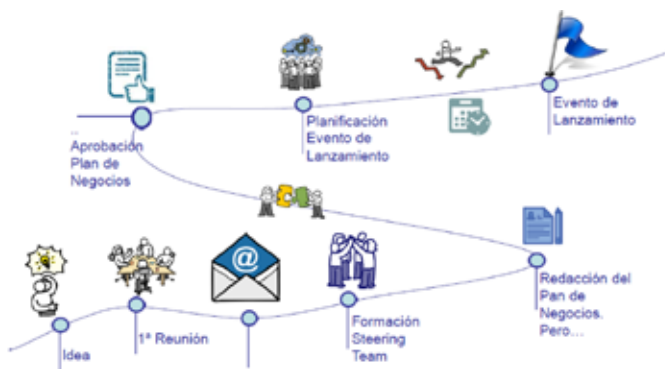 Idea
1ª Reunión
@
Formación
Steering
Team
Redacción del
Pan de
Negocios.
Pero...
..
Aprobación
Plan de
Negocios
Planificación
Evento de
Lanzamiento
Evento de
Lanzamiento